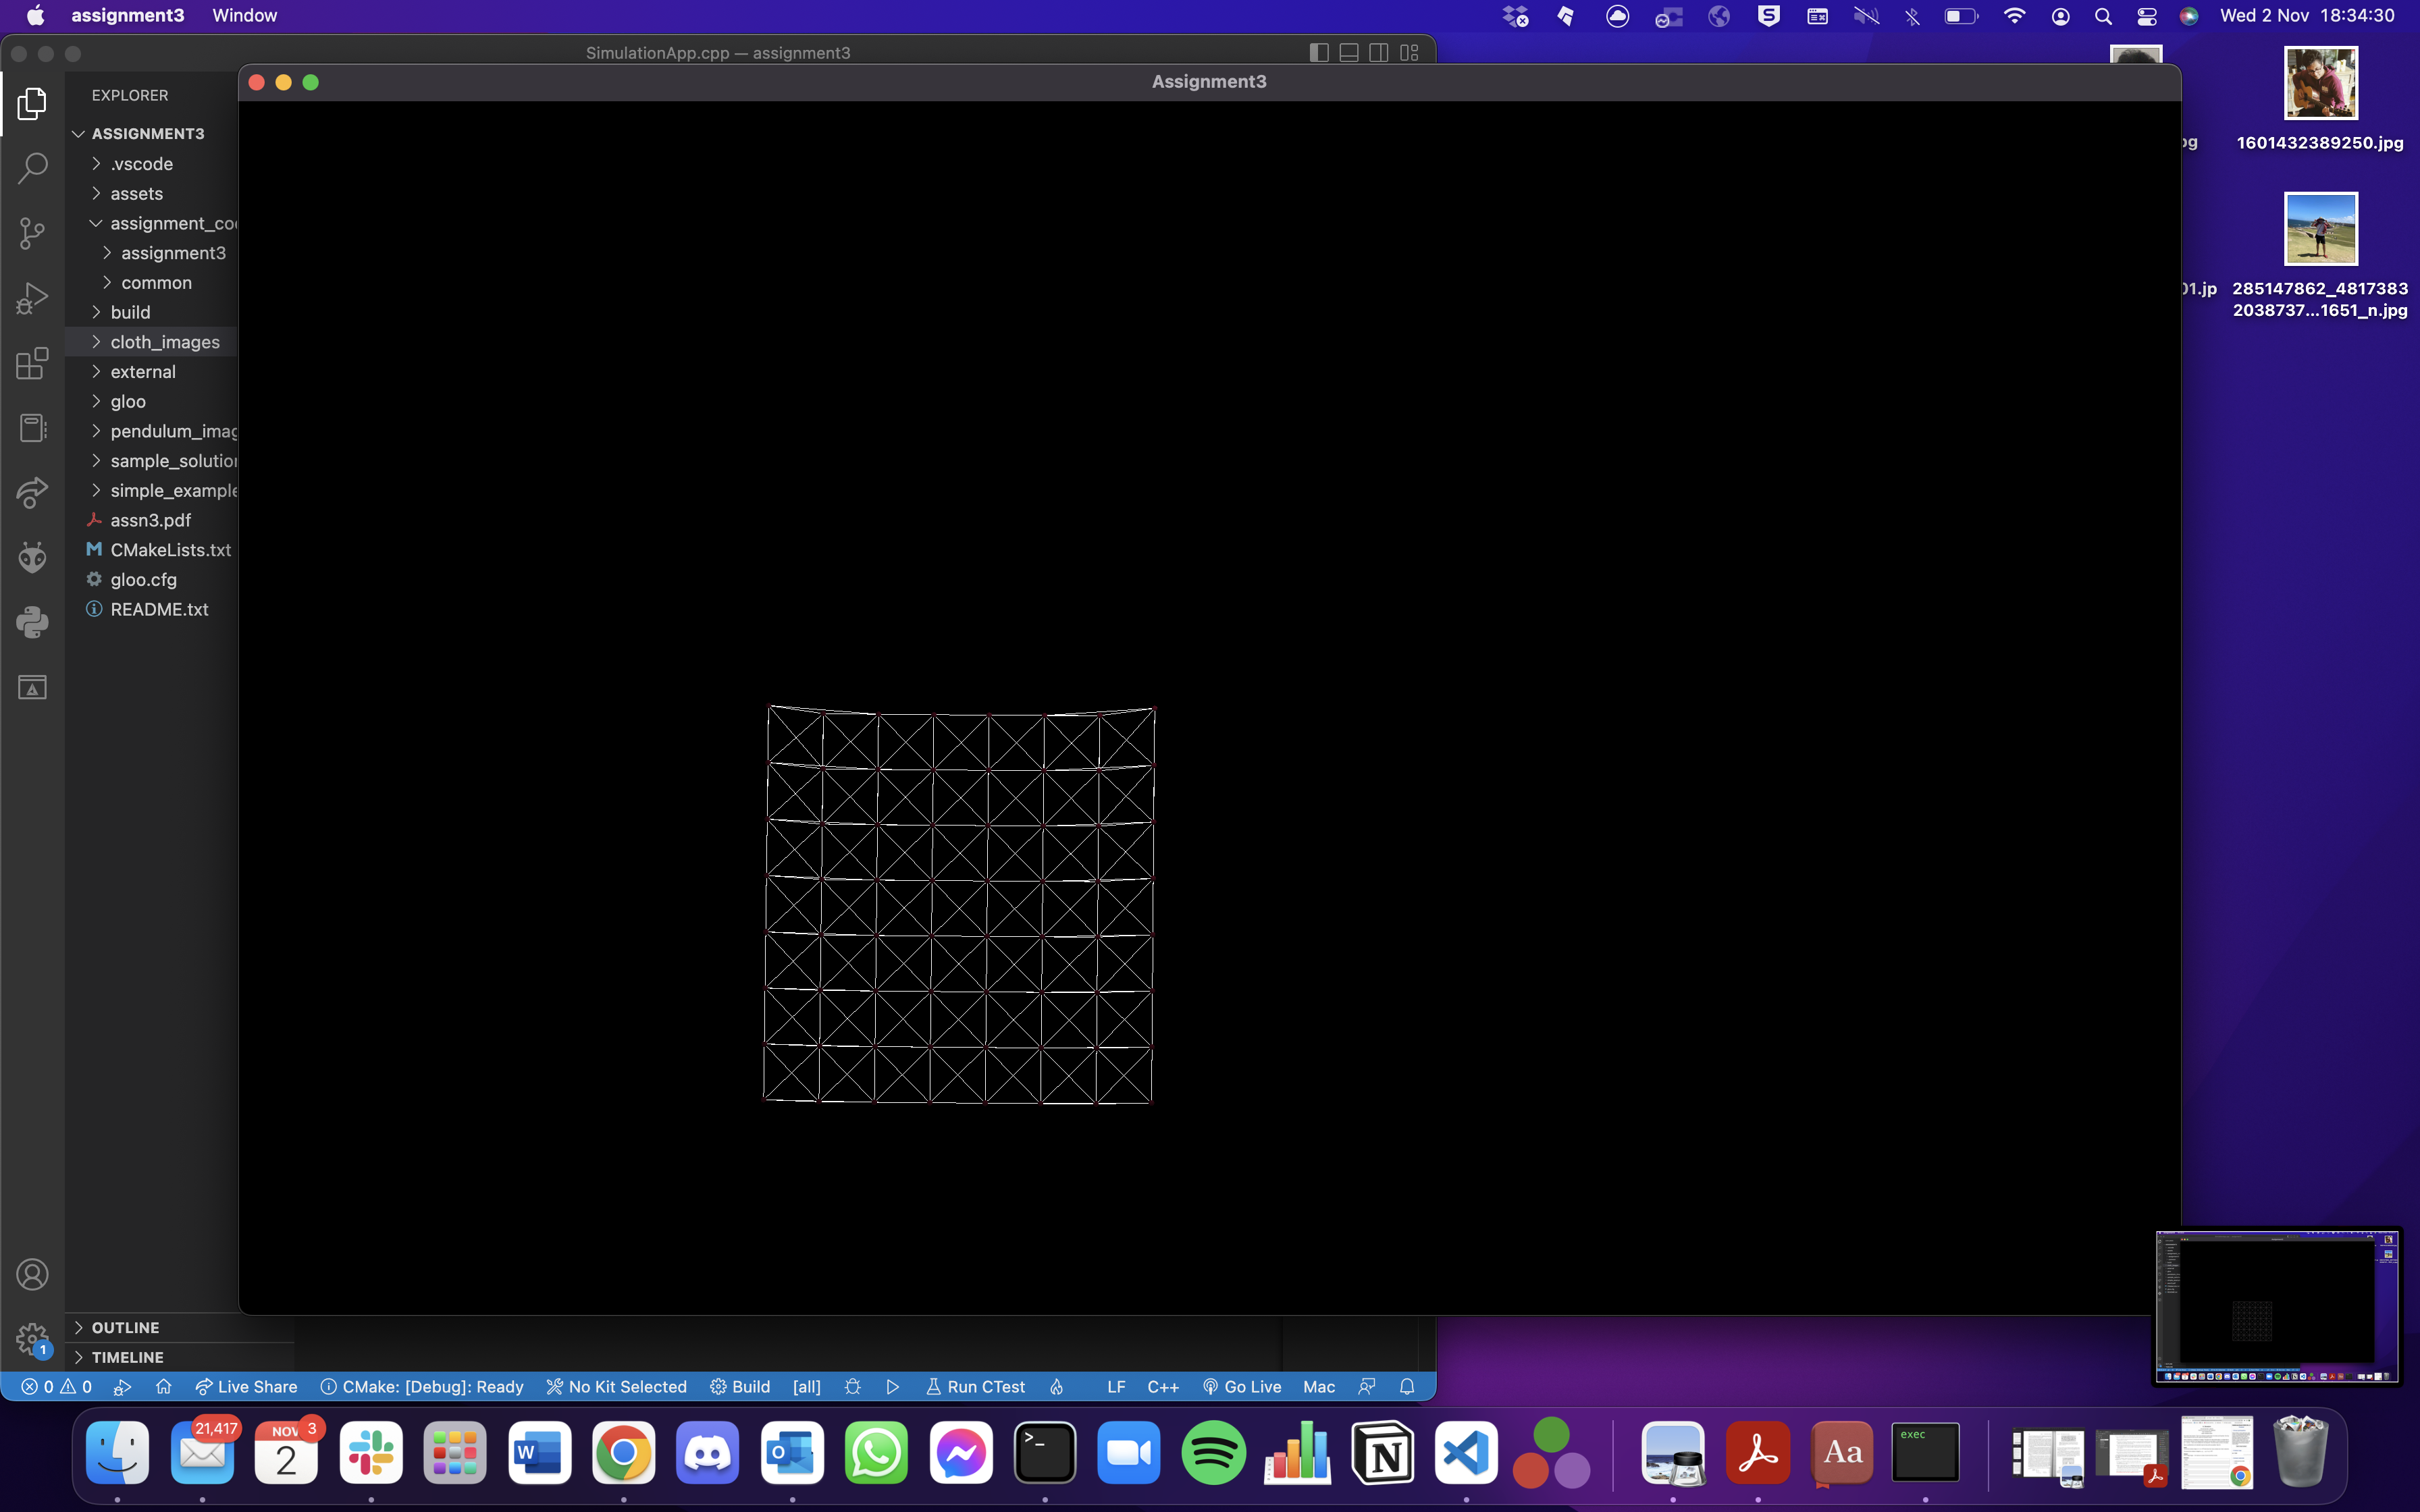 assignment3 Window
Wed 2 Nov 18:34:30
SimulationApp.cpp — assignment3
Assignment3
EXPLORER
ASSIGNMENT3
.vscode
assets
assignment_co
assignment3
common
build
cloth_images
external
gloo
pendulum_imag
sample_solution
simple_example
assn3.pdf
CMakeLists.txt
gloo.cfg
README.txt
OUTLINE
TIMELINE
1
0 0 Live Share CMake: [Debug]: Ready No Kit Selected Build [all] Run CTest LF C++ Go Live Mac
1601432389250.jpg
01.jp
285147862_4817383
2038737...1651_n.jpg
21,417
NOV 3
2
W
O
>_
N
Aa
exec